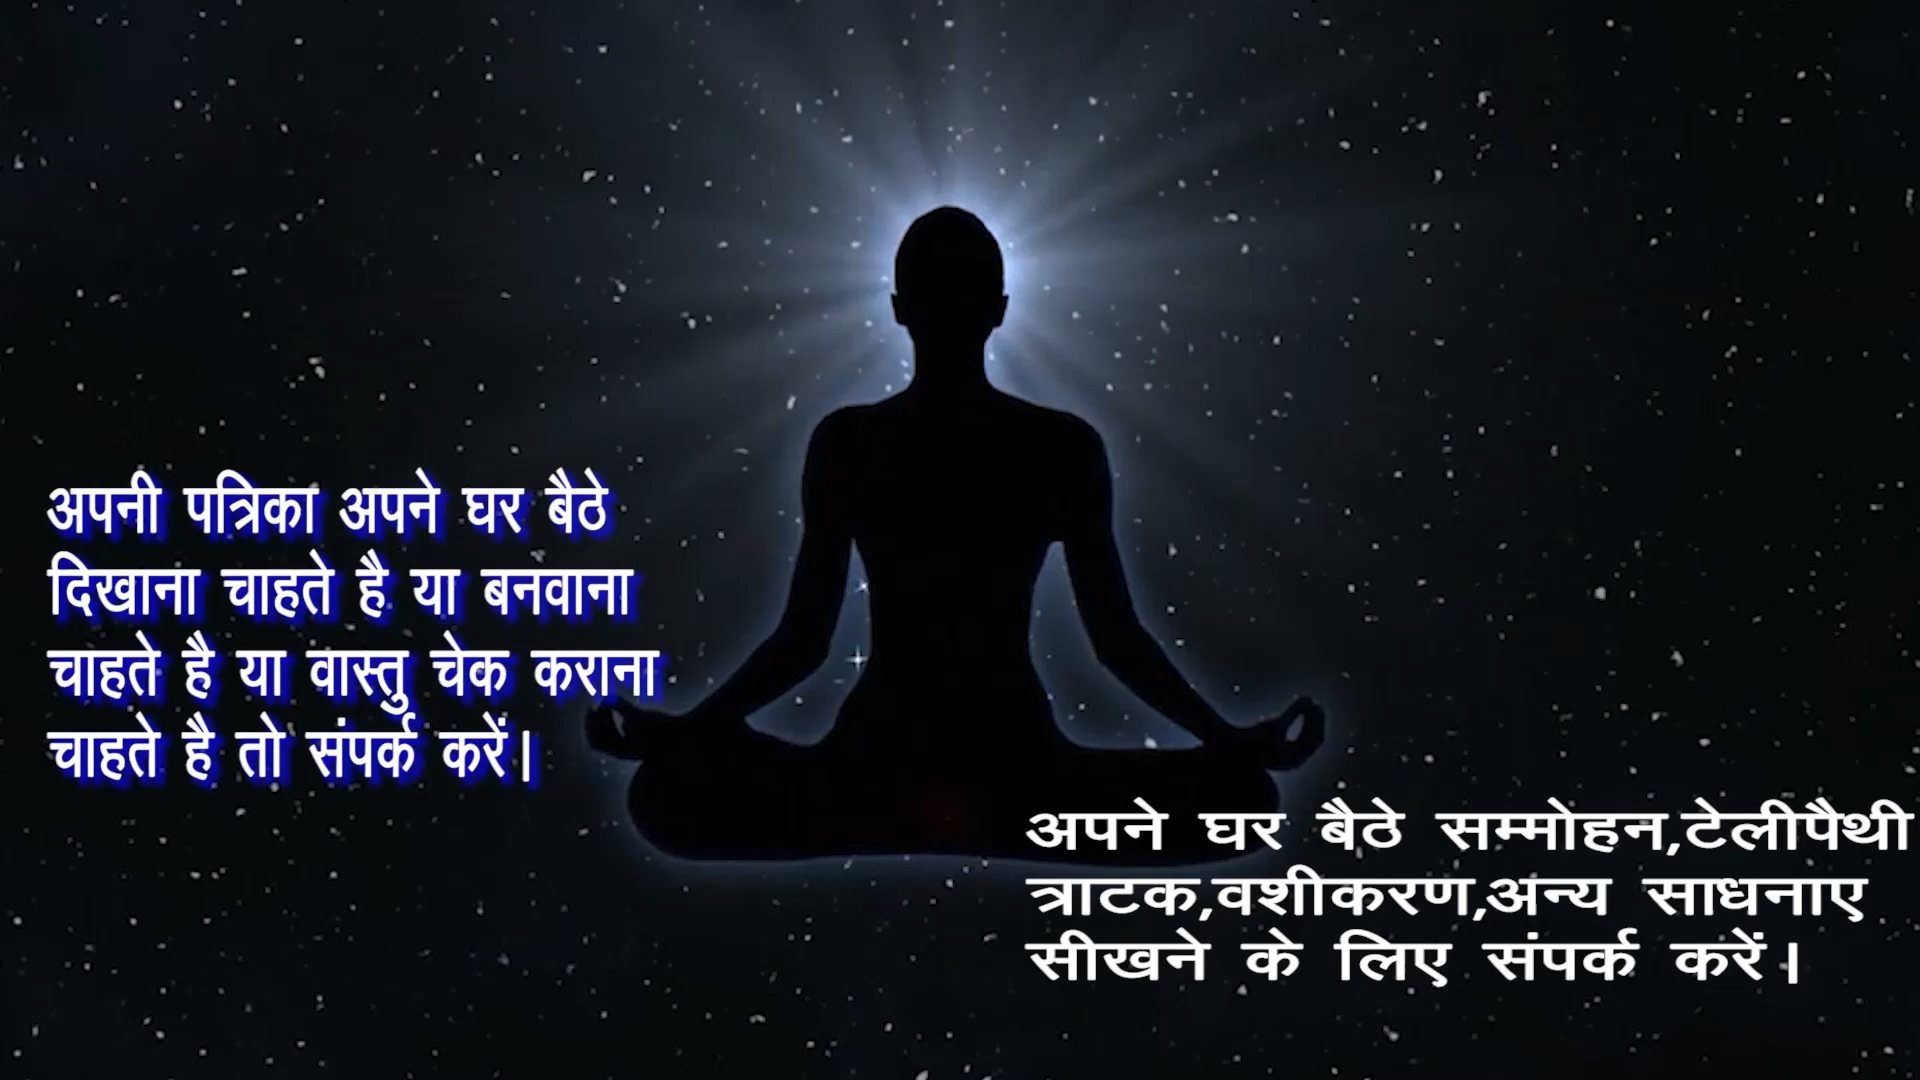 अपनी पत्रिका अपने घर बैठे
दिखाना चाहते है या बनवाना
चाहते है या वास्तु चेक कराना
चाहते है तो संपर्क करें|
अपने घर बैठे सम्मोहन,टेलीपैथी
त्राटक,वशीकरण,अन्य साधनाए
सीखने के लिए संपर्क करें|